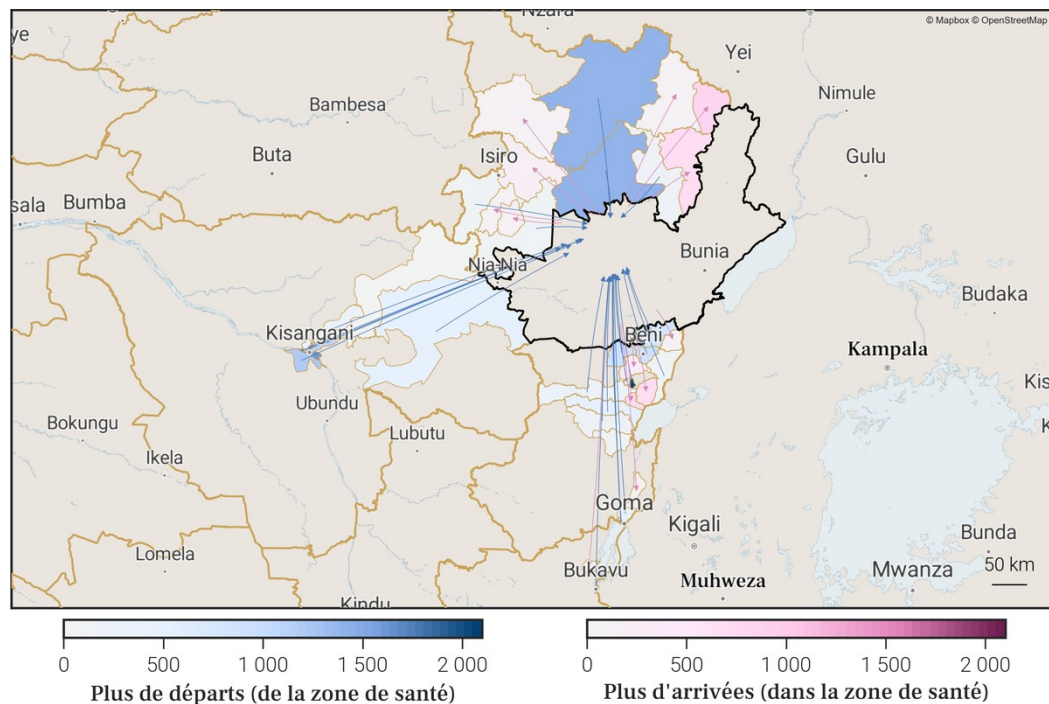 Nzara
© Mapbox © OpenStreetMap
ye
Yei
Bambesa
Nimule
Buta
Isiro
Gulu
sala
Bumba
Bunia
Nia-Nia
Budaka
Kisangani
Beni
Kampala
Kis
Ubundu
Bokungu
Lubutu
K
Ikela
Goma
Kigali
Bunda
Lomela
Bukavu
Muhweza
Mwanza
50 km
Kindu
0 500 1 000 1 500 2 000
0 500 1 000 1 500 2 000
Plus de départs (de la zone de santé)
Plus d'arrivées (dans la zone de santé)